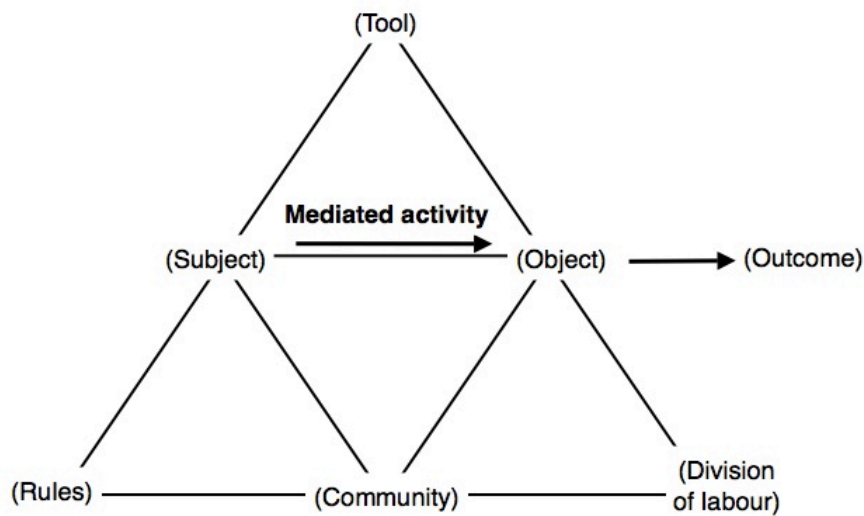 (Tool)
Mediated activity
(Subject)
(Object)
(Outcome)
(Rules)
(Community)
(Division
of labour)